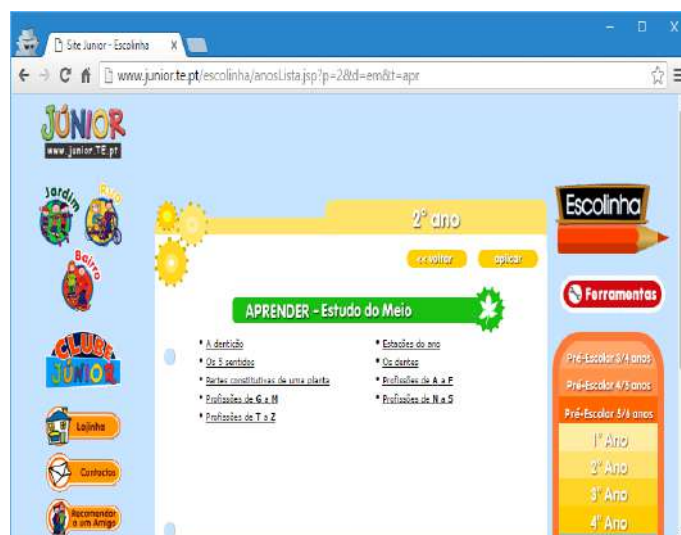 Site Junior - Escolinha
www.junior.te.pt/escolinha/anosLista.jsp?p=2&d=em&t=apr
JÚNIOR
www.junior.TE.pt
Jardim
Rua
Bairro
CLUBE
JÚNIOR
Lojinha
Contactos
Recomendar
a um Amigo
2º ano
<< voltar
aplicar
APRENDER - Estudo do Meio
A dentição
Os 5 sentidos
Partes constitutivas de uma planta
Profissões de G a M
Profissões de T a Z
Estações do ano
Os dentes
Profissões de A a F
Profissões de N a S
Escolinha
Ferramentas
Pré-Escolar 3/4 anos
Pré-Escolar 4/5 anos
Pré-Escolar 5/6 anos
1º Ano
2º Ano
3º Ano
4º Ano